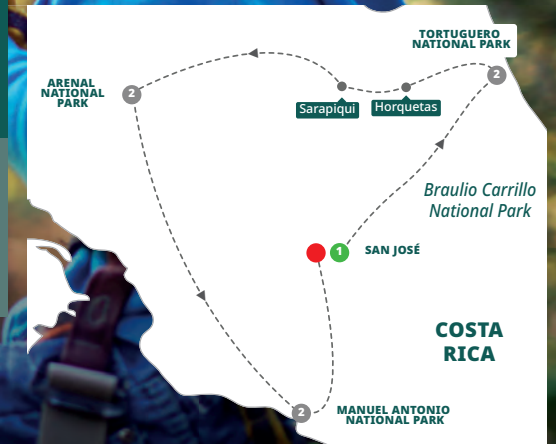 TORTUGUERO
NATIONAL PARK
2
ARENAL
NATIONAL
PARK
2
Sarapiqui
Horquetas
Braulio Carrillo
National Park
1
SAN JOSÉ
COSTA
RICA
2
MANUEL ANTONIO
NATIONAL PARK